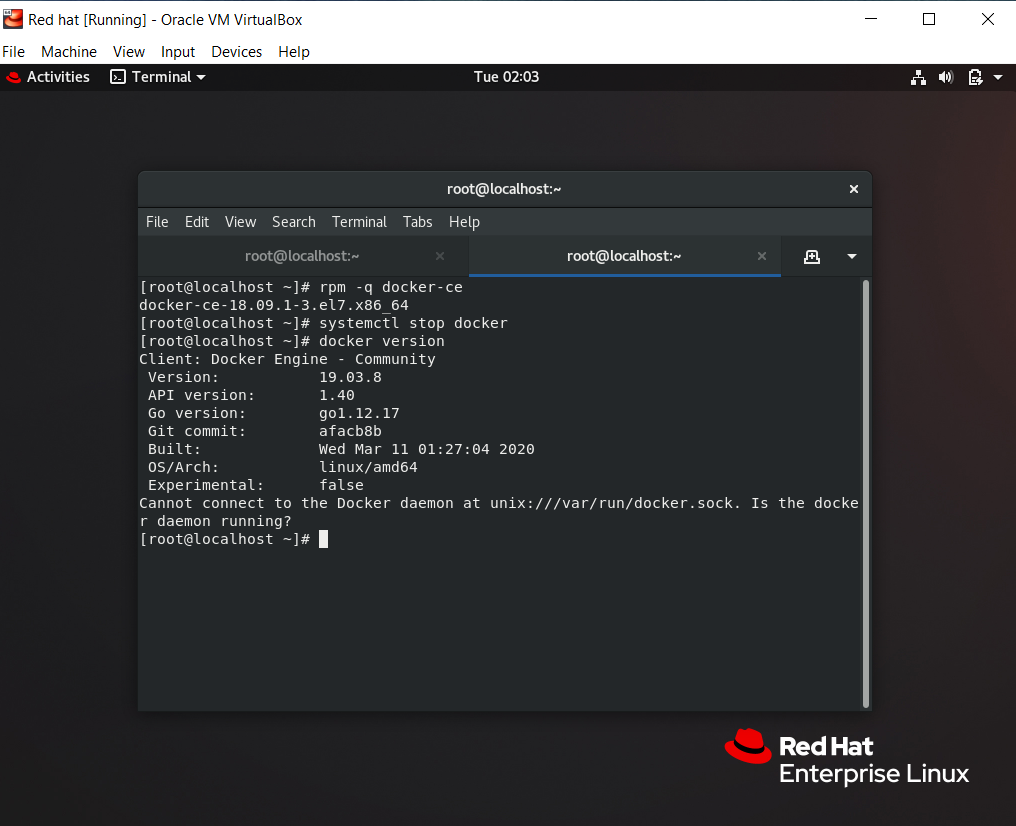 Red hat [Running] - Oracle VM VirtualBox
File Machine View Input Devices Help
Activities Terminal Tue 02:03
root@localhost:~
File Edit View Search Terminal Tabs Help
root@localhost:~ root@localhost:~
[root@localhost ~]# rpm -q docker-ce
docker-ce-18.09.1-3.el7.x86_64
[root@localhost ~]# systemctl stop docker
[root@localhost ~]# docker version
Client: Docker Engine - Community
Version: 19.03.8
API version: 1.40
Go version: go1.12.17
Git commit: afacb8b
Built: Wed Mar 11 01:27:04 2020
OS/Arch: linux/amd64
Experimental: false
Cannot connect to the Docker daemon at unix:///var/run/docker.sock. Is the docke
r daemon running?
[root@localhost ~]#
Red Hat
Enterprise Linux